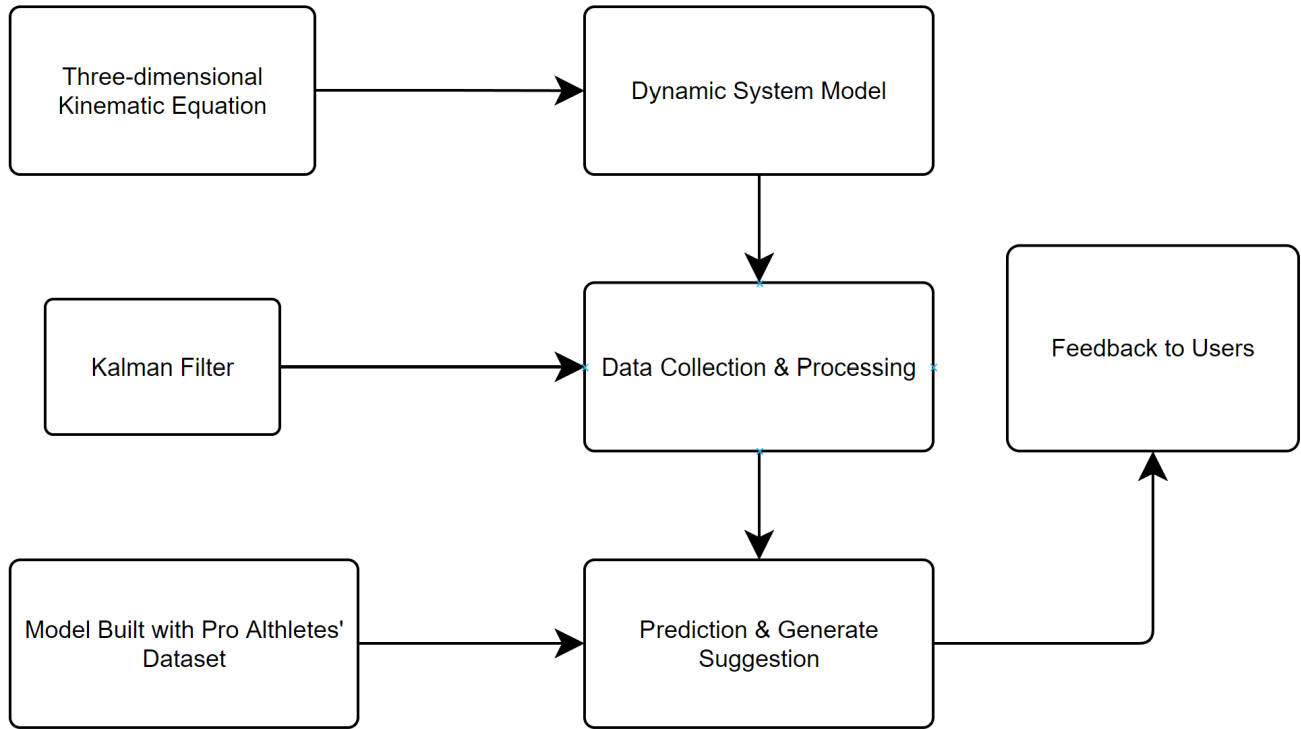 Three-dimensional
Kinematic Equation
Dynamic System Model
Kalman Filter
Data Collection & Processing
Feedback to Users
Model Built with Pro Althletes'
Dataset
Prediction & Generate
Suggestion